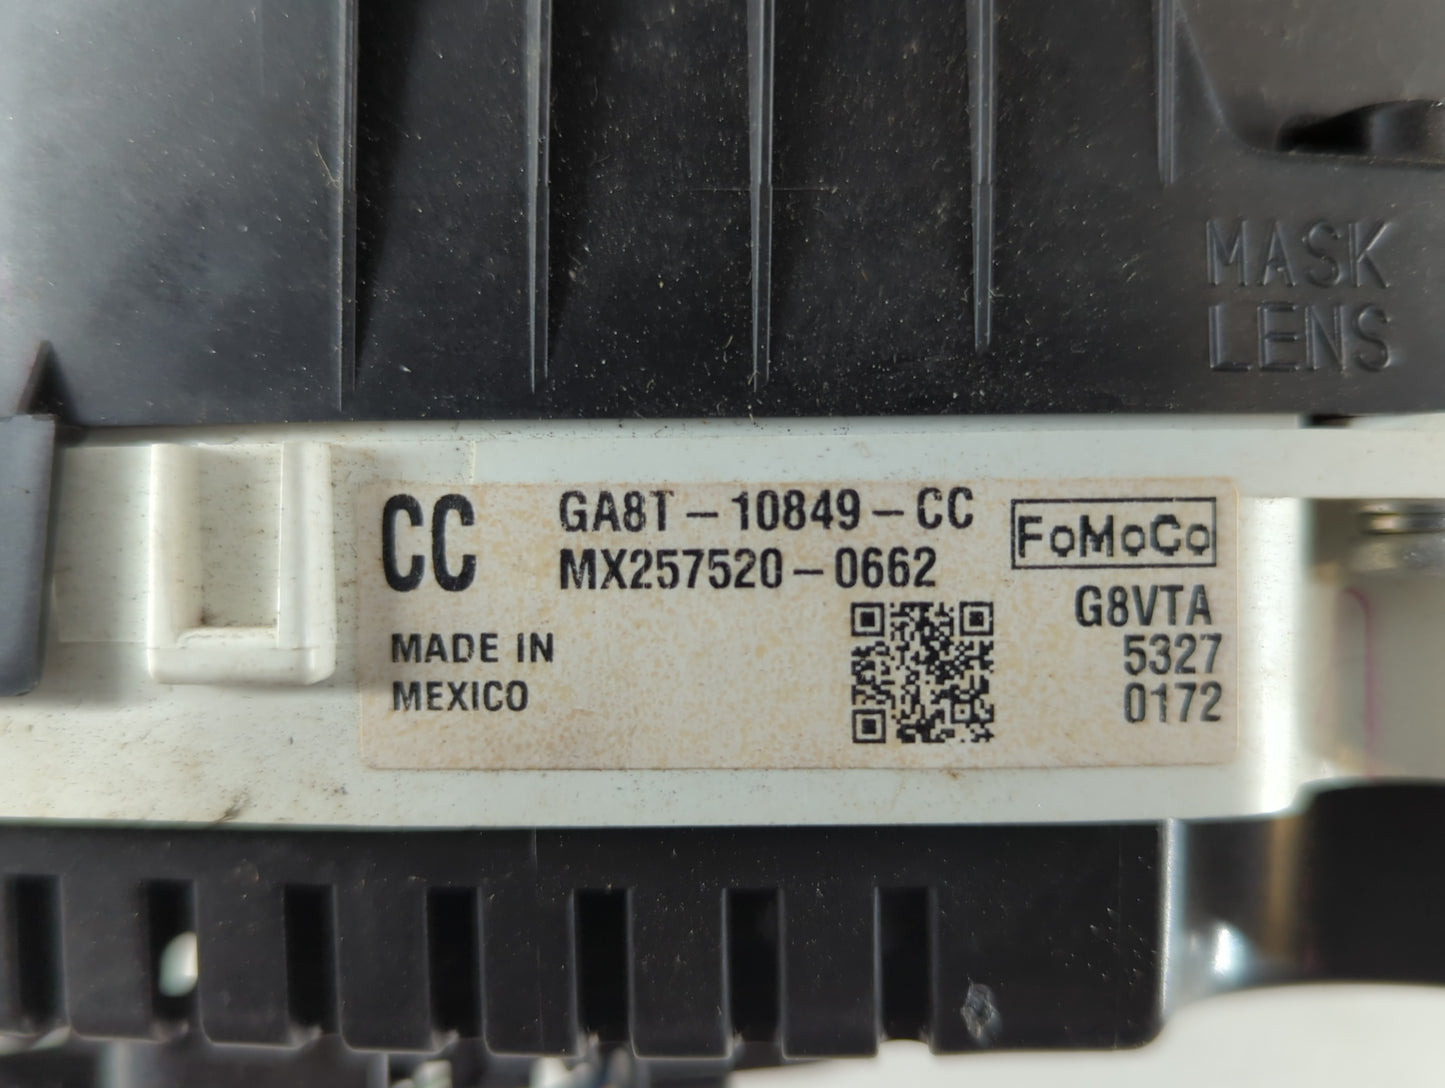 MASK
LENS
CC
GA8T-10849-CC
MX257520-0662
FoMoCo
MADE IN
MEXICO
G8VTA
5327
0172